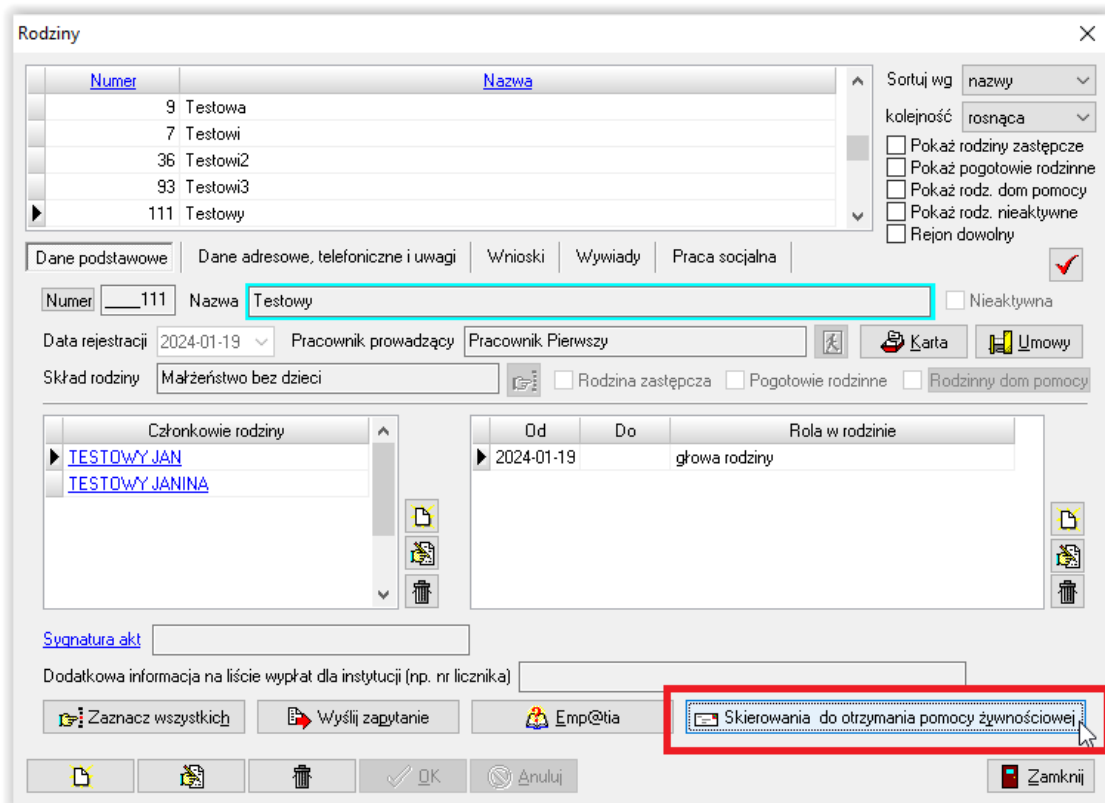 Rodziny
Numer Nazwa
9 Testowa
7 Testowi
36 Testowi2
93 Testowi3
111 Testowy
Sortuj wg nazwy
kolejność rosnąca
Pokaż rodziny zastępcze
Pokaż pogotowie rodzinne
Pokaż rodz. dom pomocy
Pokaż rodz. nieaktywne
Rejon dowolny
Dane podstawowe Dane adresowe, telefoniczne i uwagi Wnioski Wywiady Praca socjalna
Numer ____111 Nazwa Testowy Nieaktywna
Data rejestracji 2024-01-19 Pracownik prowadzący Pracownik Pierwszy Karta Umowy
Skład rodziny Małżeństwo bez dzieci Rodzina zastępcza Pogotowie rodzinne Rodzinny dom pomocy
Członkowie rodziny
TESTOWY JAN
TESTOWY JANINA
Od Do Rola w rodzinie
2024-01-19 głowa rodziny
Sygnatura akt
Dodatkowa informacja na liście wypłat dla instytucji (np. nr licznika)
Zaznacz wszystkich Wyślij zapytanie Emp@tia Skierowania do otrzymania pomocy żywnościowej
OK Anuluj Zamknij